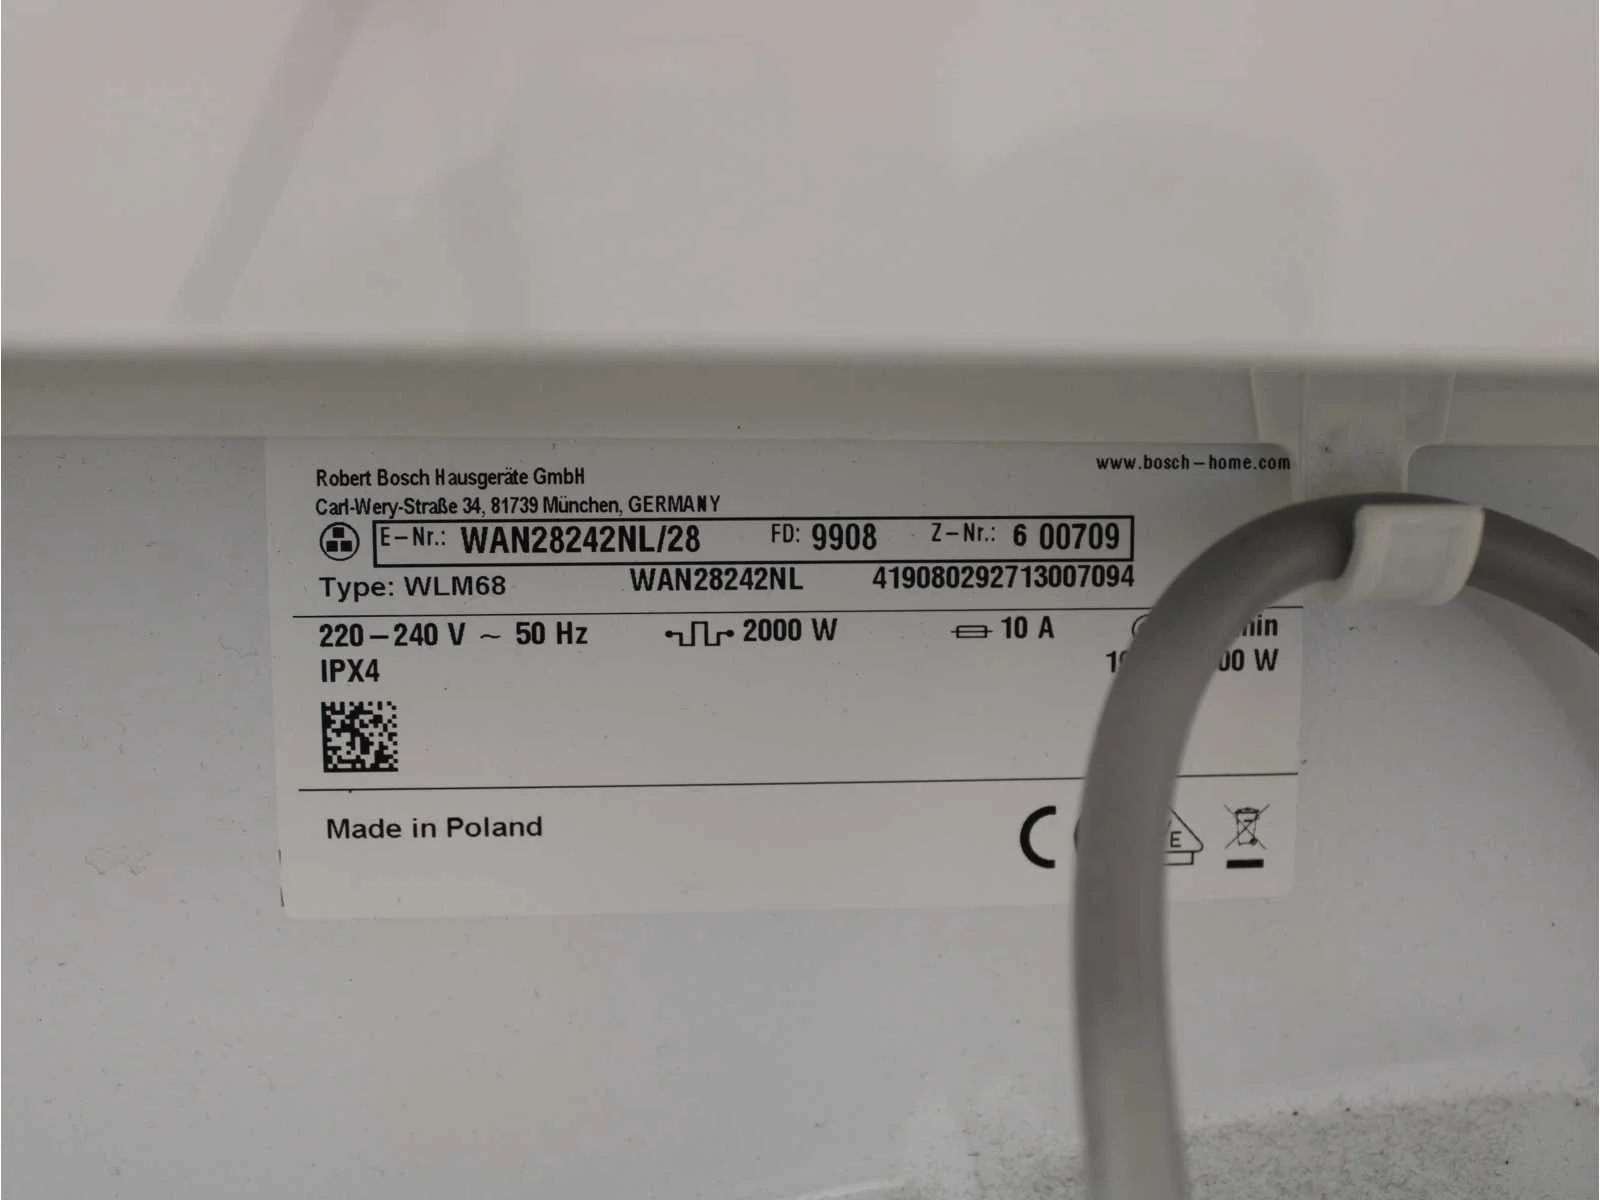 Robert Bosch Hausgeräte GmbH
www.bosch-home.com
Carl-Wery-Straße 34, 81739 München, GERMANY
E-Nr.: WAN28242NL/28 FD: 9908 Z-Nr.: 6 00709
Type: WLM68 WAN28242NL 419080292713007094
220-240 V ~ 50 Hz 2000 W 10 A
IPX4 W
Made in Poland